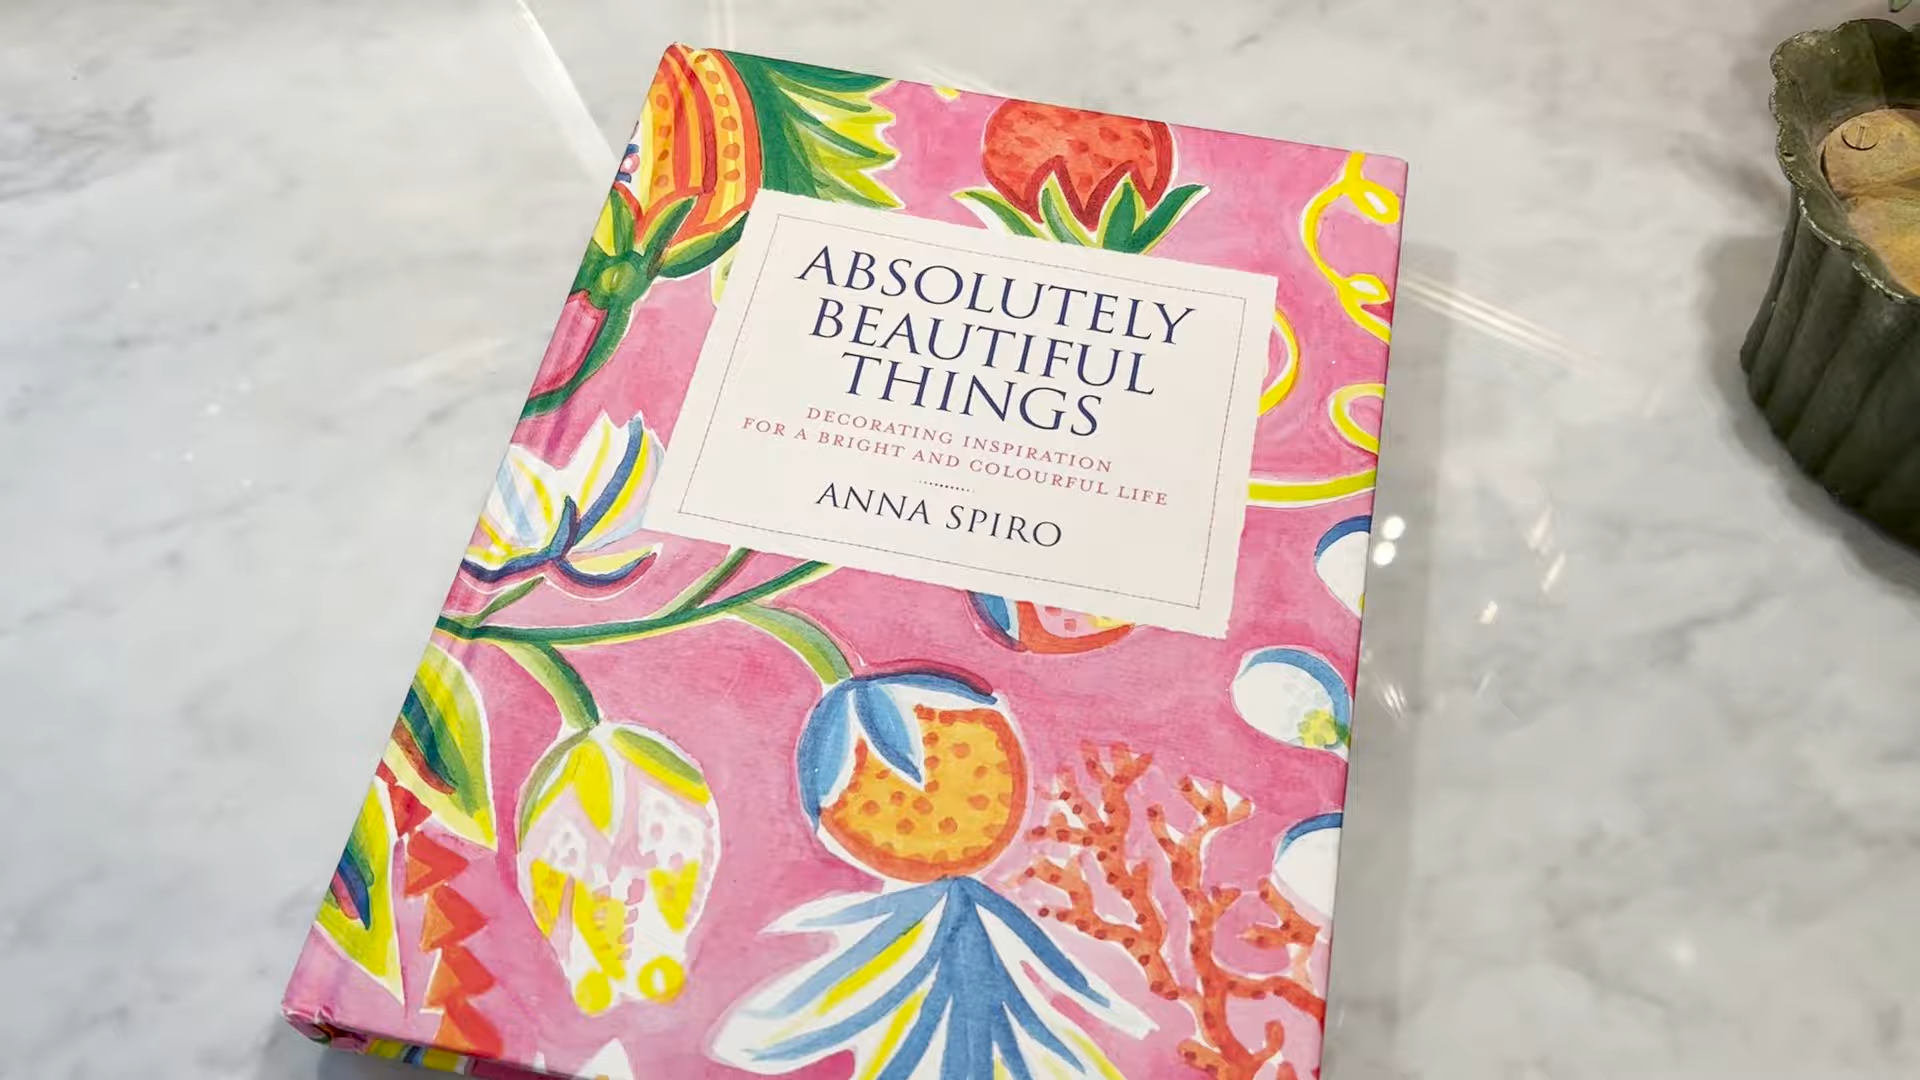 ABSOLUTELY
BEAUTIFUL
THINGS
DECORATING INSPIRATION
FOR A BRIGHT AND COLOURFUL LIFE
ANNA SPIRO